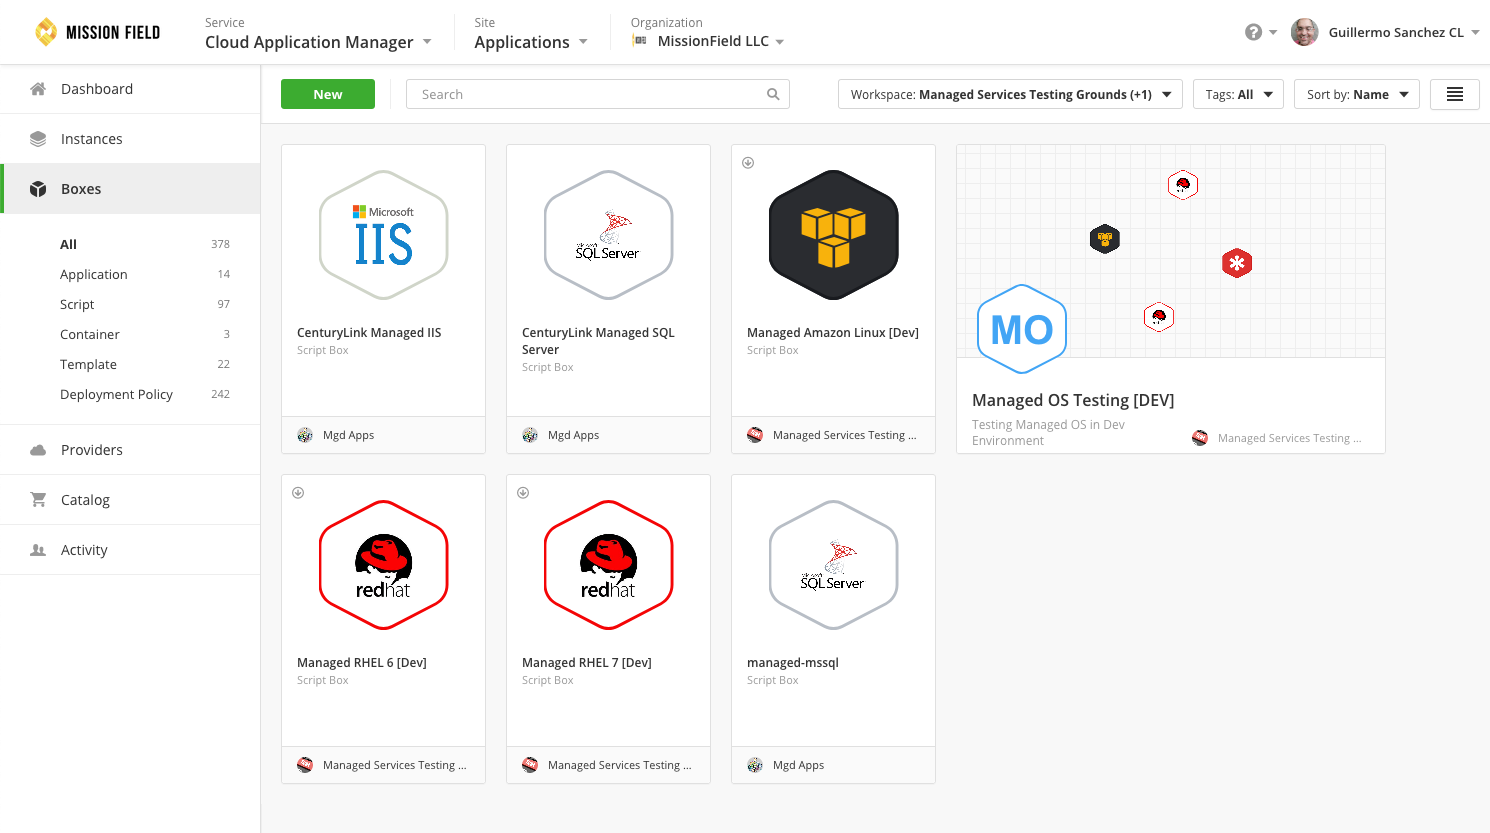 MISSION FIELD
Service
Cloud Application Manager
Site
Applications
Organization
MissionField LLC
?
Guillermo Sanchez CL
Dashboard
Instances
Boxes
All 378
Application 14
Script 97
Container 3
Template 22
Deployment Policy 242
Providers
Catalog
Activity
New
Search
Workspace: Managed Services Testing Grounds (+1)
Tags: All
Sort by: Name
Microsoft
IIS
CenturyLink Managed IIS
Script Box
Mgd Apps
SQL Server
CenturyLink Managed SQL
Server
Script Box
Mgd Apps
Managed Amazon Linux [Dev]
Script Box
Managed Services Testing ...
MO
Managed OS Testing [DEV]
Testing Managed OS in Dev
Environment
Managed Services Testing ...
redhat
Managed RHEL 6 [Dev]
Script Box
Managed Services Testing ...
redhat
Managed RHEL 7 [Dev]
Script Box
Managed Services Testing ...
SQL Server
managed-mssql
Script Box
Mgd Apps